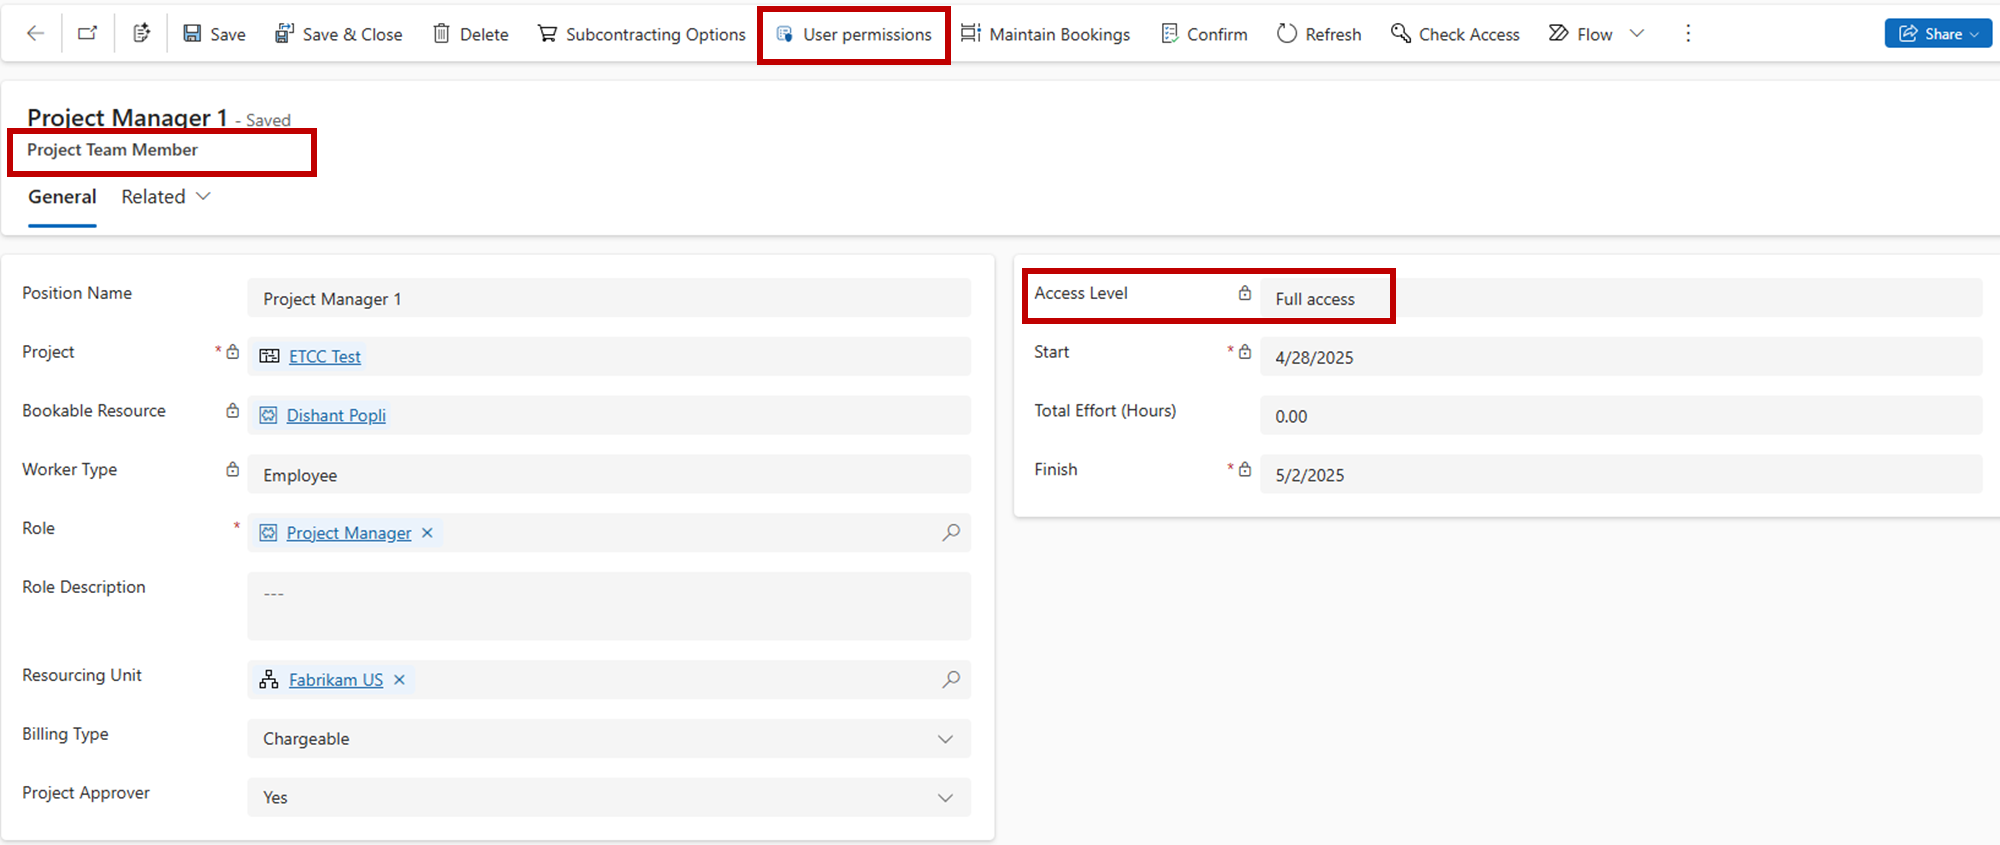 Save Save & Close Delete Subcontracting Options User permissions Maintain Bookings Confirm Refresh Check Access Flow Share
Project Manager 1 - Saved
Project Team Member
General Related
Position Name Project Manager 1
Project * ETCC Test
Bookable Resource Dishant Popli
Worker Type Employee
Role * Project Manager
Role Description ---
Resourcing Unit Fabrikam US
Billing Type Chargeable
Project Approver Yes
Access Level Full access
Start * 4/28/2025
Total Effort (Hours) 0.00
Finish * 5/2/2025